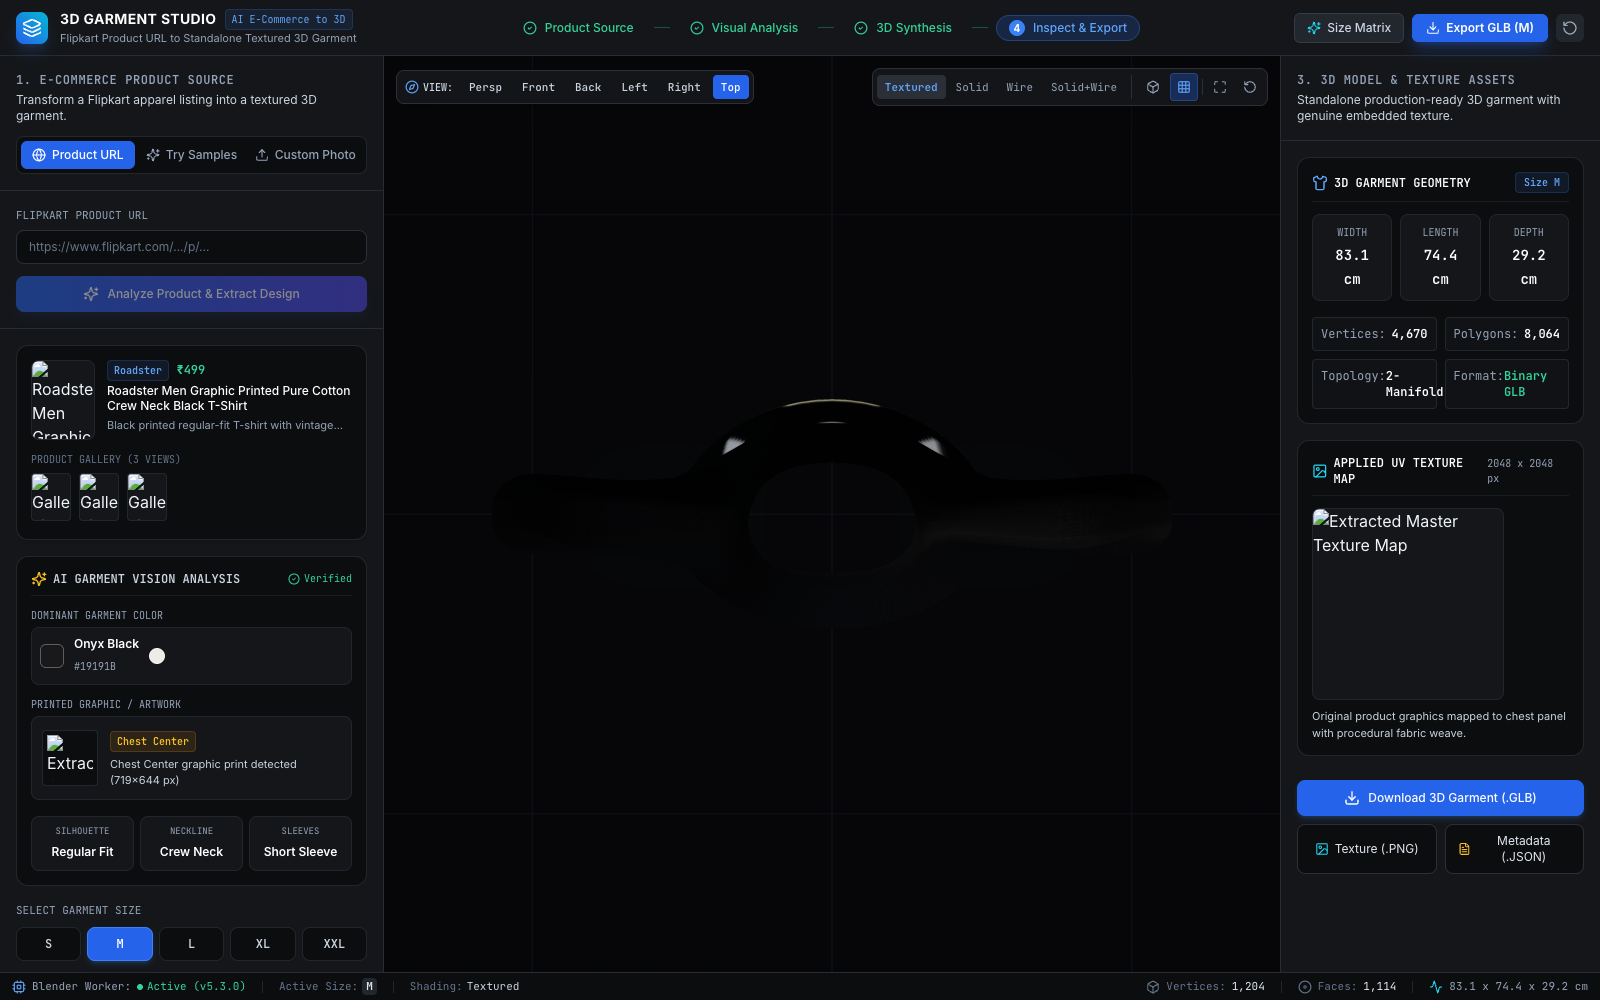 3D GARMENT STUDIO
AI E-Commerce to 3D
Flipkart Product URL to Standalone Textured 3D Garment
Product Source
Visual Analysis
3D Synthesis
4 Inspect & Export
Size Matrix
Export GLB (M)
1. E-COMMERCE PRODUCT SOURCE
Transform a Flipkart apparel listing into a textured 3D
garment.
Product URL
Try Samples
Custom Photo
FLIPKART PRODUCT URL
https://www.flipkart.com/.../p/...
Analyze Product & Extract Design
Roadste
Men
Graphic
Roadster ₹499
Roadster Men Graphic Printed Pure Cotton
Crew Neck Black T-Shirt
Black printed regular-fit T-shirt with vintage...
PRODUCT GALLERY (3 VIEWS)
Galle
Galle
Galle
AI GARMENT VISION ANALYSIS
Verified
DOMINANT GARMENT COLOR
Onyx Black
#19191B
PRINTED GRAPHIC / ARTWORK
Extrac
Chest Center
Chest Center graphic print detected
(719×644 px)
SILHOUETTE
Regular Fit
NECKLINE
Crew Neck
SLEEVES
Short Sleeve
SELECT GARMENT SIZE
S
M
L
XL
XXL
VIEW:
Persp
Front
Back
Left
Right
Top
Textured
Solid
Wire
Solid+Wire
3. 3D MODEL & TEXTURE ASSETS
Standalone production-ready 3D garment with
genuine embedded texture.
3D GARMENT GEOMETRY
Size M
WIDTH
83.1
cm
LENGTH
74.4
cm
DEPTH
29.2
cm
Vertices: 4,670
Polygons: 8,064
Topology: 2-
Manifold
Format: Binary
GLB
APPLIED UV TEXTURE
MAP
2048 x 2048
px
Extracted Master
Texture Map
Original product graphics mapped to chest panel
with procedural fabric weave.
Download 3D Garment (.GLB)
Texture (.PNG)
Metadata
(.JSON)
Blender Worker: Active (v5.3.0)
Active Size: M
Shading: Textured
Vertices: 1,204
Faces: 1,114
83.1 x 74.4 x 29.2 cm